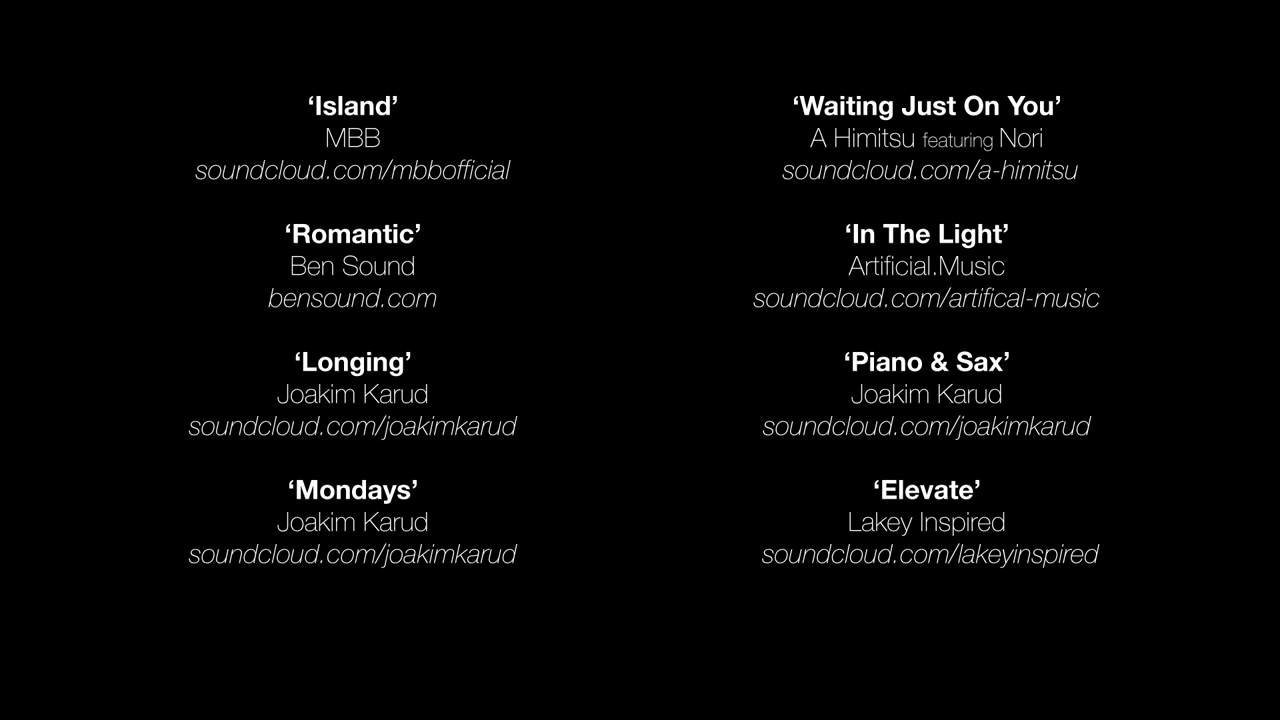 ‘Island’
MBB
soundcloud.com/mbbofficial
‘Romantic’
Ben Sound
bensound.com
‘Longing’
Joakim Karud
soundcloud.com/joakimkarud
‘Mondays’
Joakim Karud
soundcloud.com/joakimkarud
‘Waiting Just On You’
A Himitsu featuring Nori
soundcloud.com/a-himitsu
‘In The Light’
Artificial.Music
soundcloud.com/artifical-music
‘Piano & Sax’
Joakim Karud
soundcloud.com/joakimkarud
‘Elevate’
Lakey Inspired
soundcloud.com/lakeyinspired